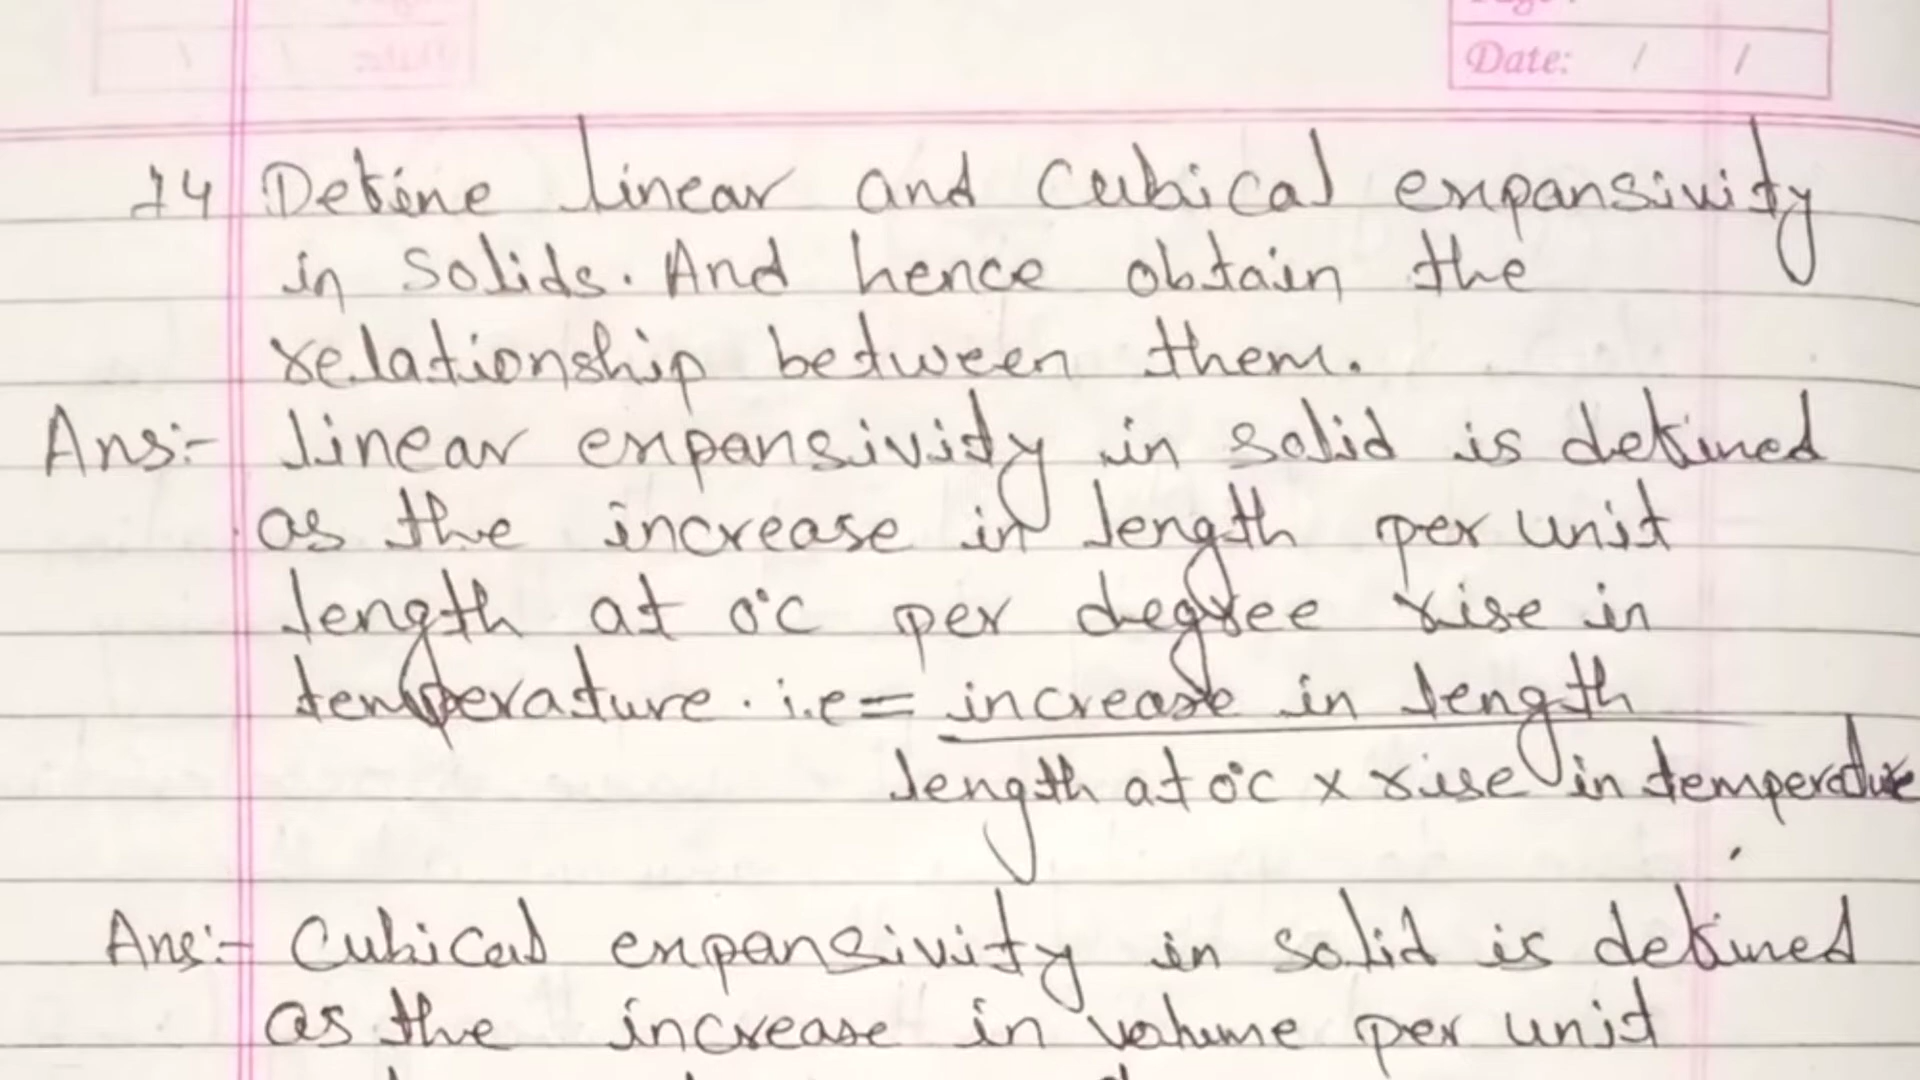 Date: / /
14 Define linear and cubical expansivity
in solids. And hence obtain the
relationship between them.
Ans:- linear expansivity in solid is defined
as the increase in length per unit
length at 0°c per degree rise in
temperature. i.e = increase in length
length at 0°c x rise in temperature
Ans:- Cubical expansivity in solid is defined
as the increase in volume per unit